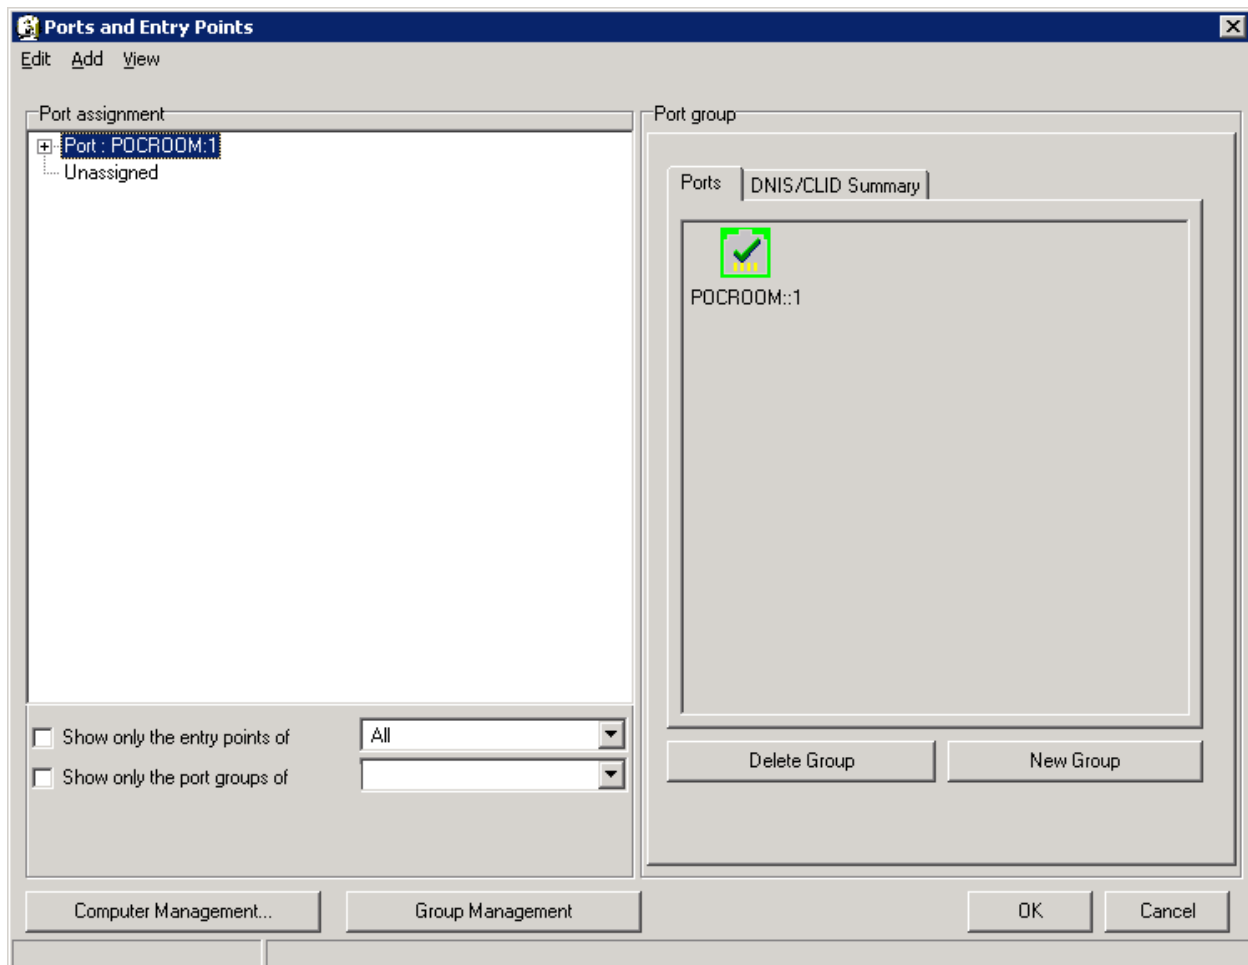 Ports and Entry Points
Edit Add View
Port assignment
Port : POCROOM:1
Unassigned
Show only the entry points of
All
Show only the port groups of
Port group
Ports
DNIS/CLID Summary
POCROOM::1
Delete Group
New Group
Computer Management...
Group Management
OK
Cancel